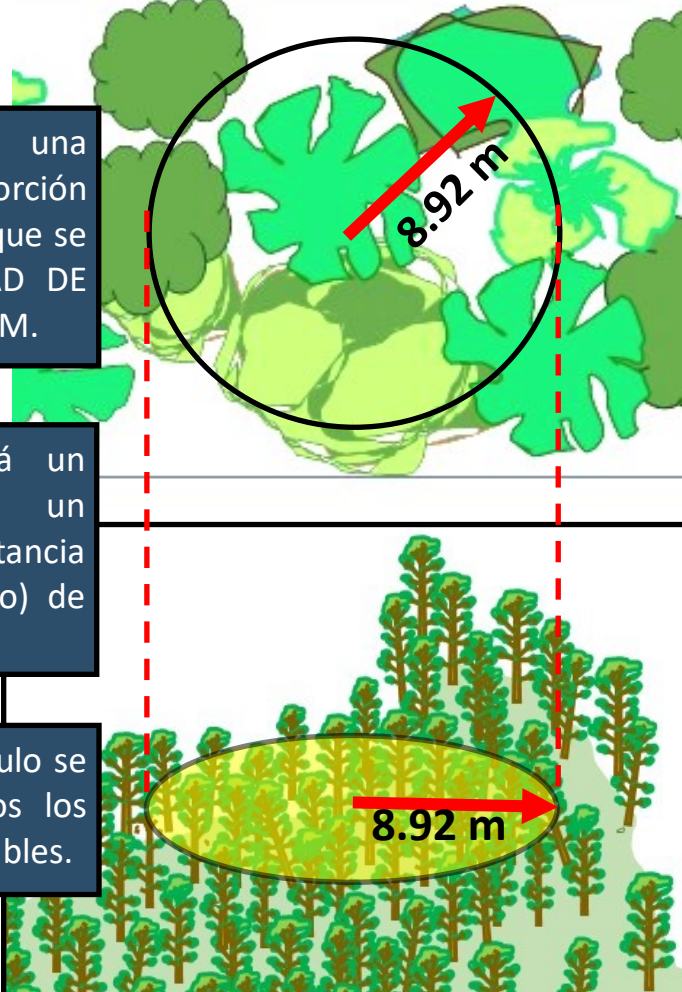 una
orción
que se
AD DE
M.
8.92 m
á un
un
tancia
o) de
ulo se
os los
bles.
8.92 m